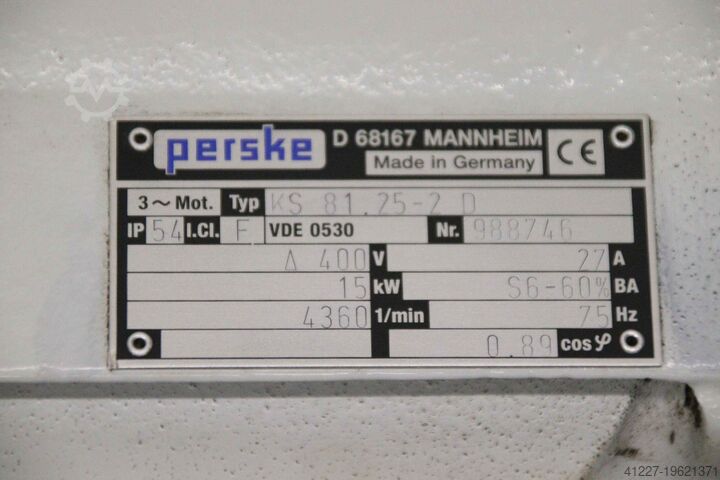 perske D 68167 MANNHEIM
Made in Germany CE
3~ Mot. Typ KS 81.25-2 D
IP 54 I.Cl. F VDE 0530 Nr. 988746
Δ 400 V 27 A
15 kW S6-60% BA
4360 1/min 75 Hz
0.89 cos φ
41227-19621371